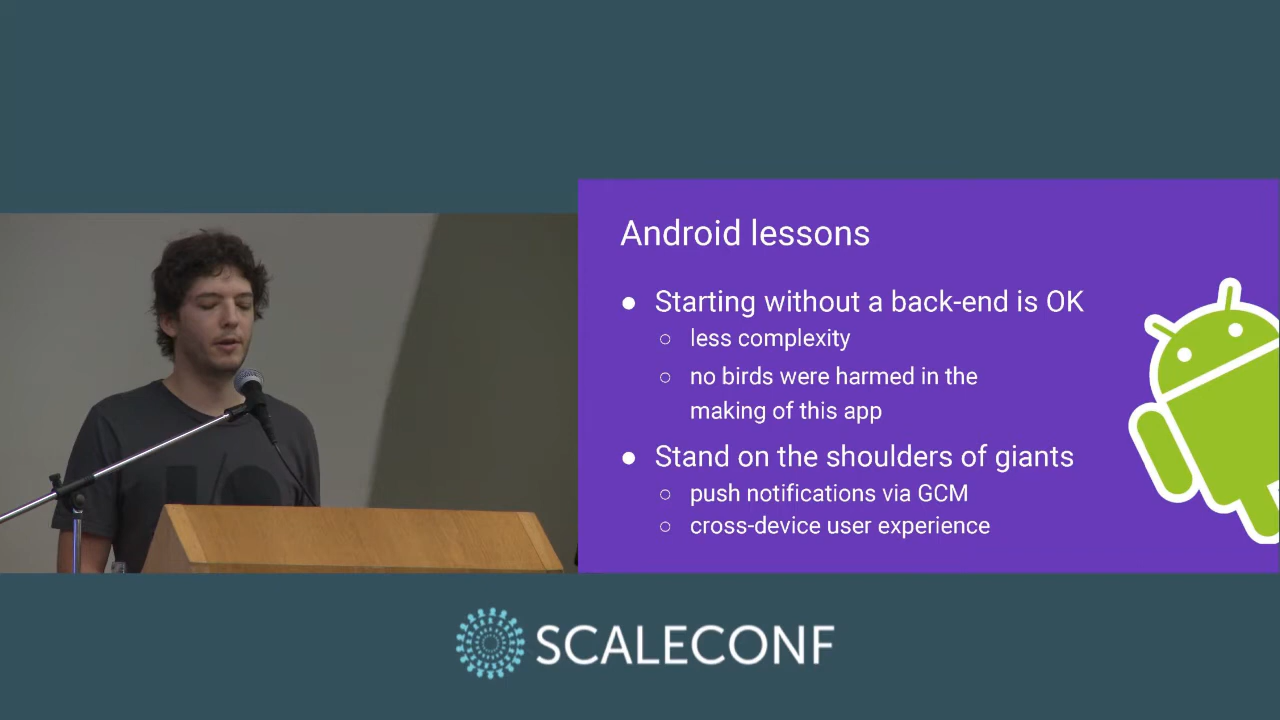 Android lessons
● Starting without a back-end is OK
○ less complexity
○ no birds were harmed in the
making of this app
● Stand on the shoulders of giants
○ push notifications via GCM
○ cross-device user experience
I/O
SCALECONF